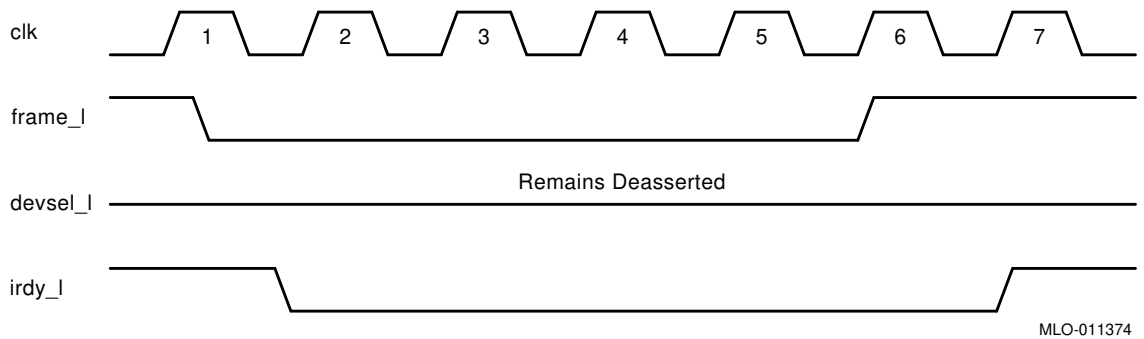 clk 1 2 3 4 5 6 7
frame_l
Remains Deasserted
devsel_l
irdy_l
MLO-011374